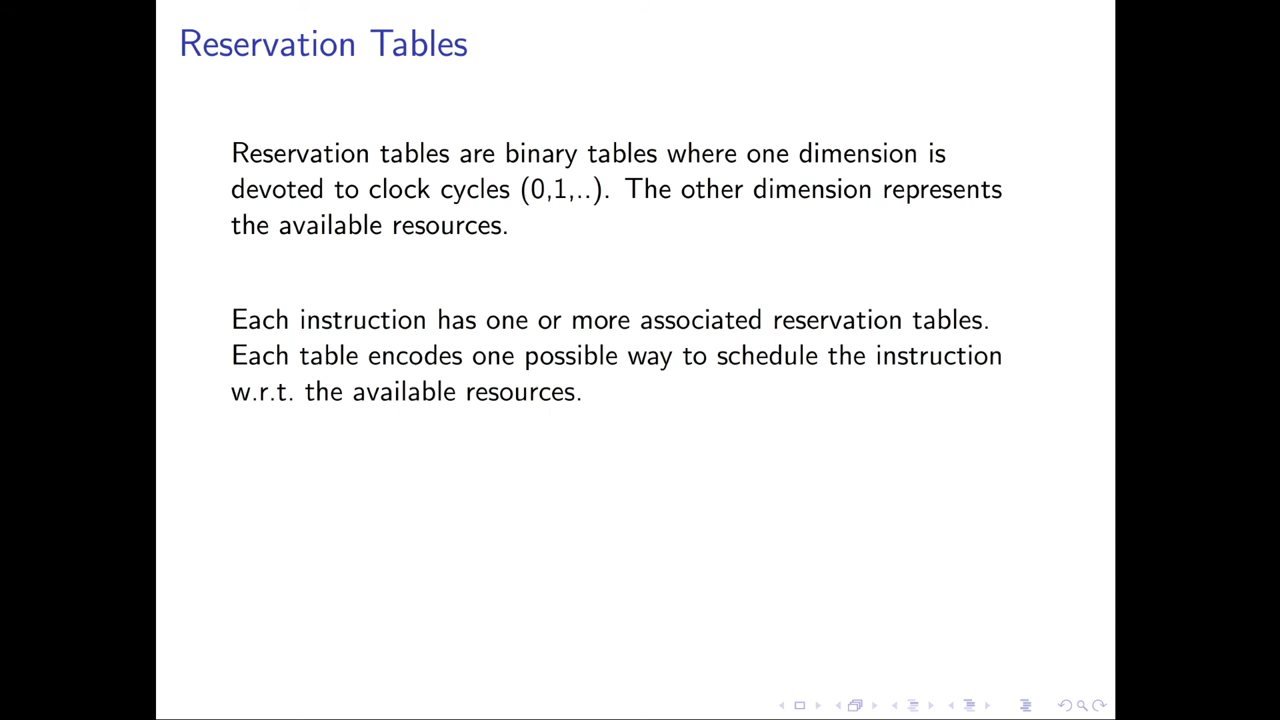 Reservation Tables
Reservation tables are binary tables where one dimension is
devoted to clock cycles (0,1,..). The other dimension represents
the available resources.
Each instruction has one or more associated reservation tables.
Each table encodes one possible way to schedule the instruction
w.r.t. the available resources.